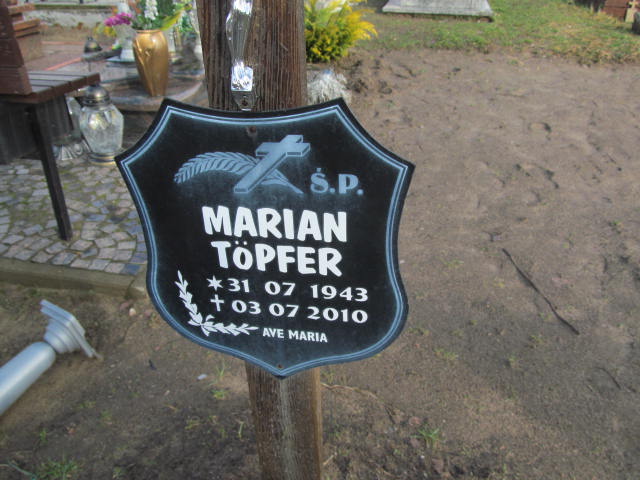 Ś.P.
MARIAN
TöPFER
* 31 07 1943
✝ 03 07 2010
AVE MARIA